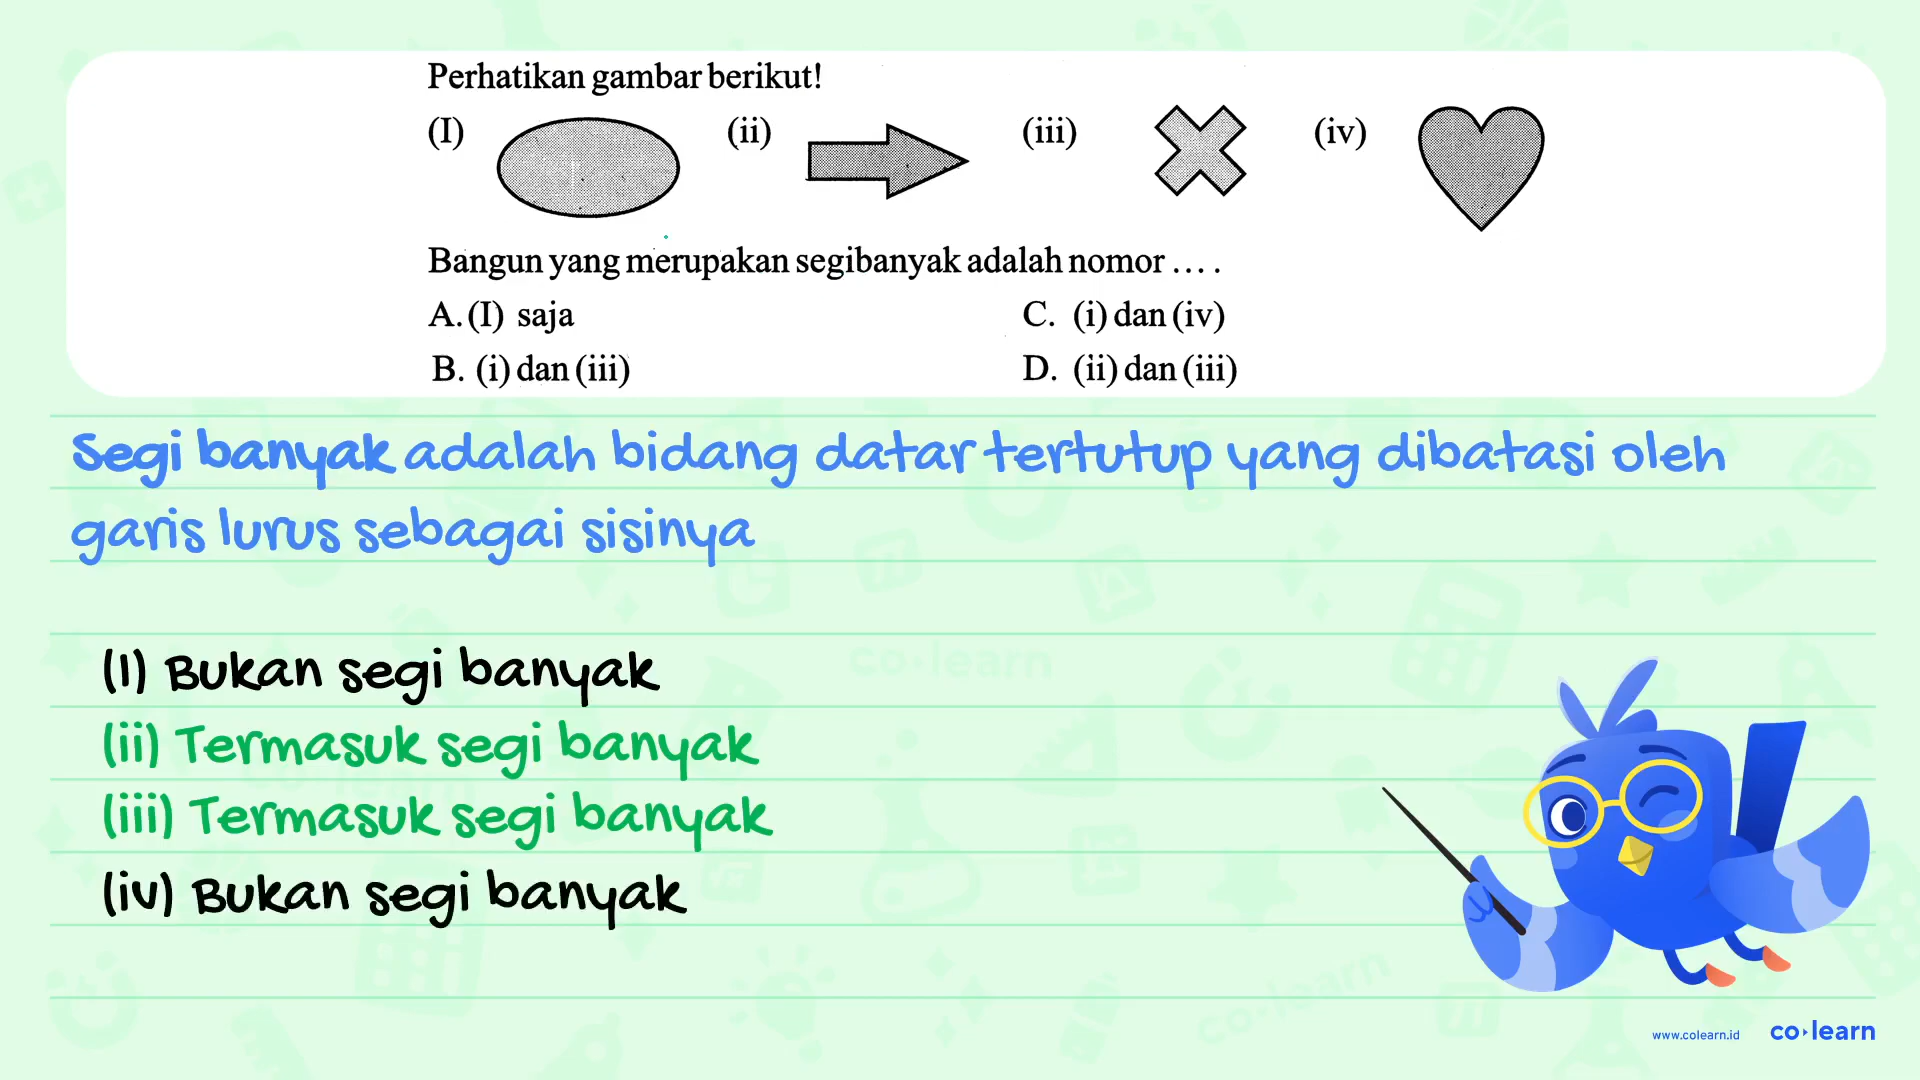 Perhatikan gambar berikut!
(I) (ii) (iii) (iv)
Bangun yang merupakan segibanyak adalah nomor ....
A. (I) saja C. (i) dan (iv)
B. (i) dan (iii) D. (ii) dan (iii)
Segi banyak adalah bidang datar tertutup yang dibatasi oleh
garis lurus sebagai sisinya
(I) Bukan segi banyak
(ii) Termasuk segi banyak
(iii) Termasuk segi banyak
(iv) Bukan segi banyak
www.colearn.id co learn